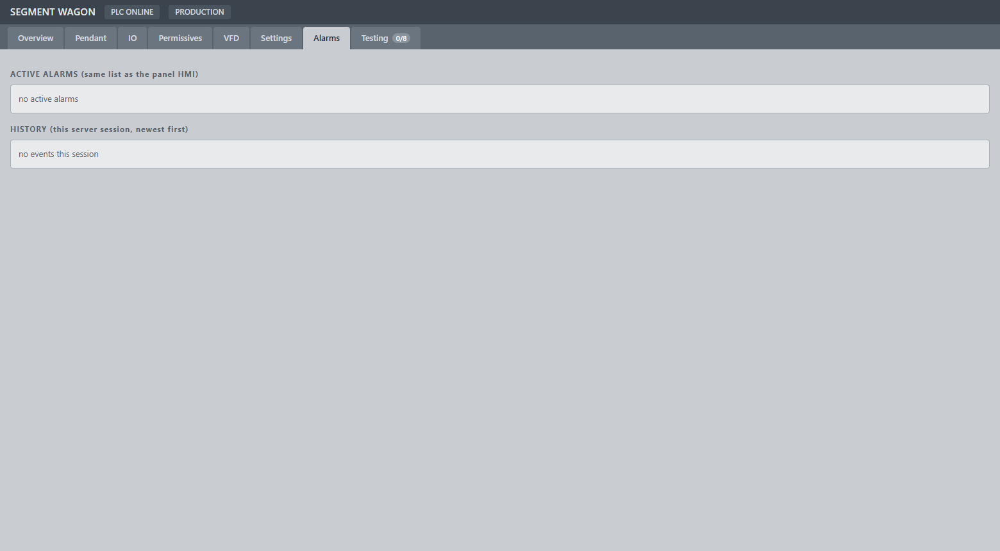 SEGMENT WAGON PLC ONLINE PRODUCTION
Overview Pendant IO Permissives VFD Settings Alarms Testing 0/8
ACTIVE ALARMS (same list as the panel HMI)
no active alarms
HISTORY (this server session, newest first)
no events this session